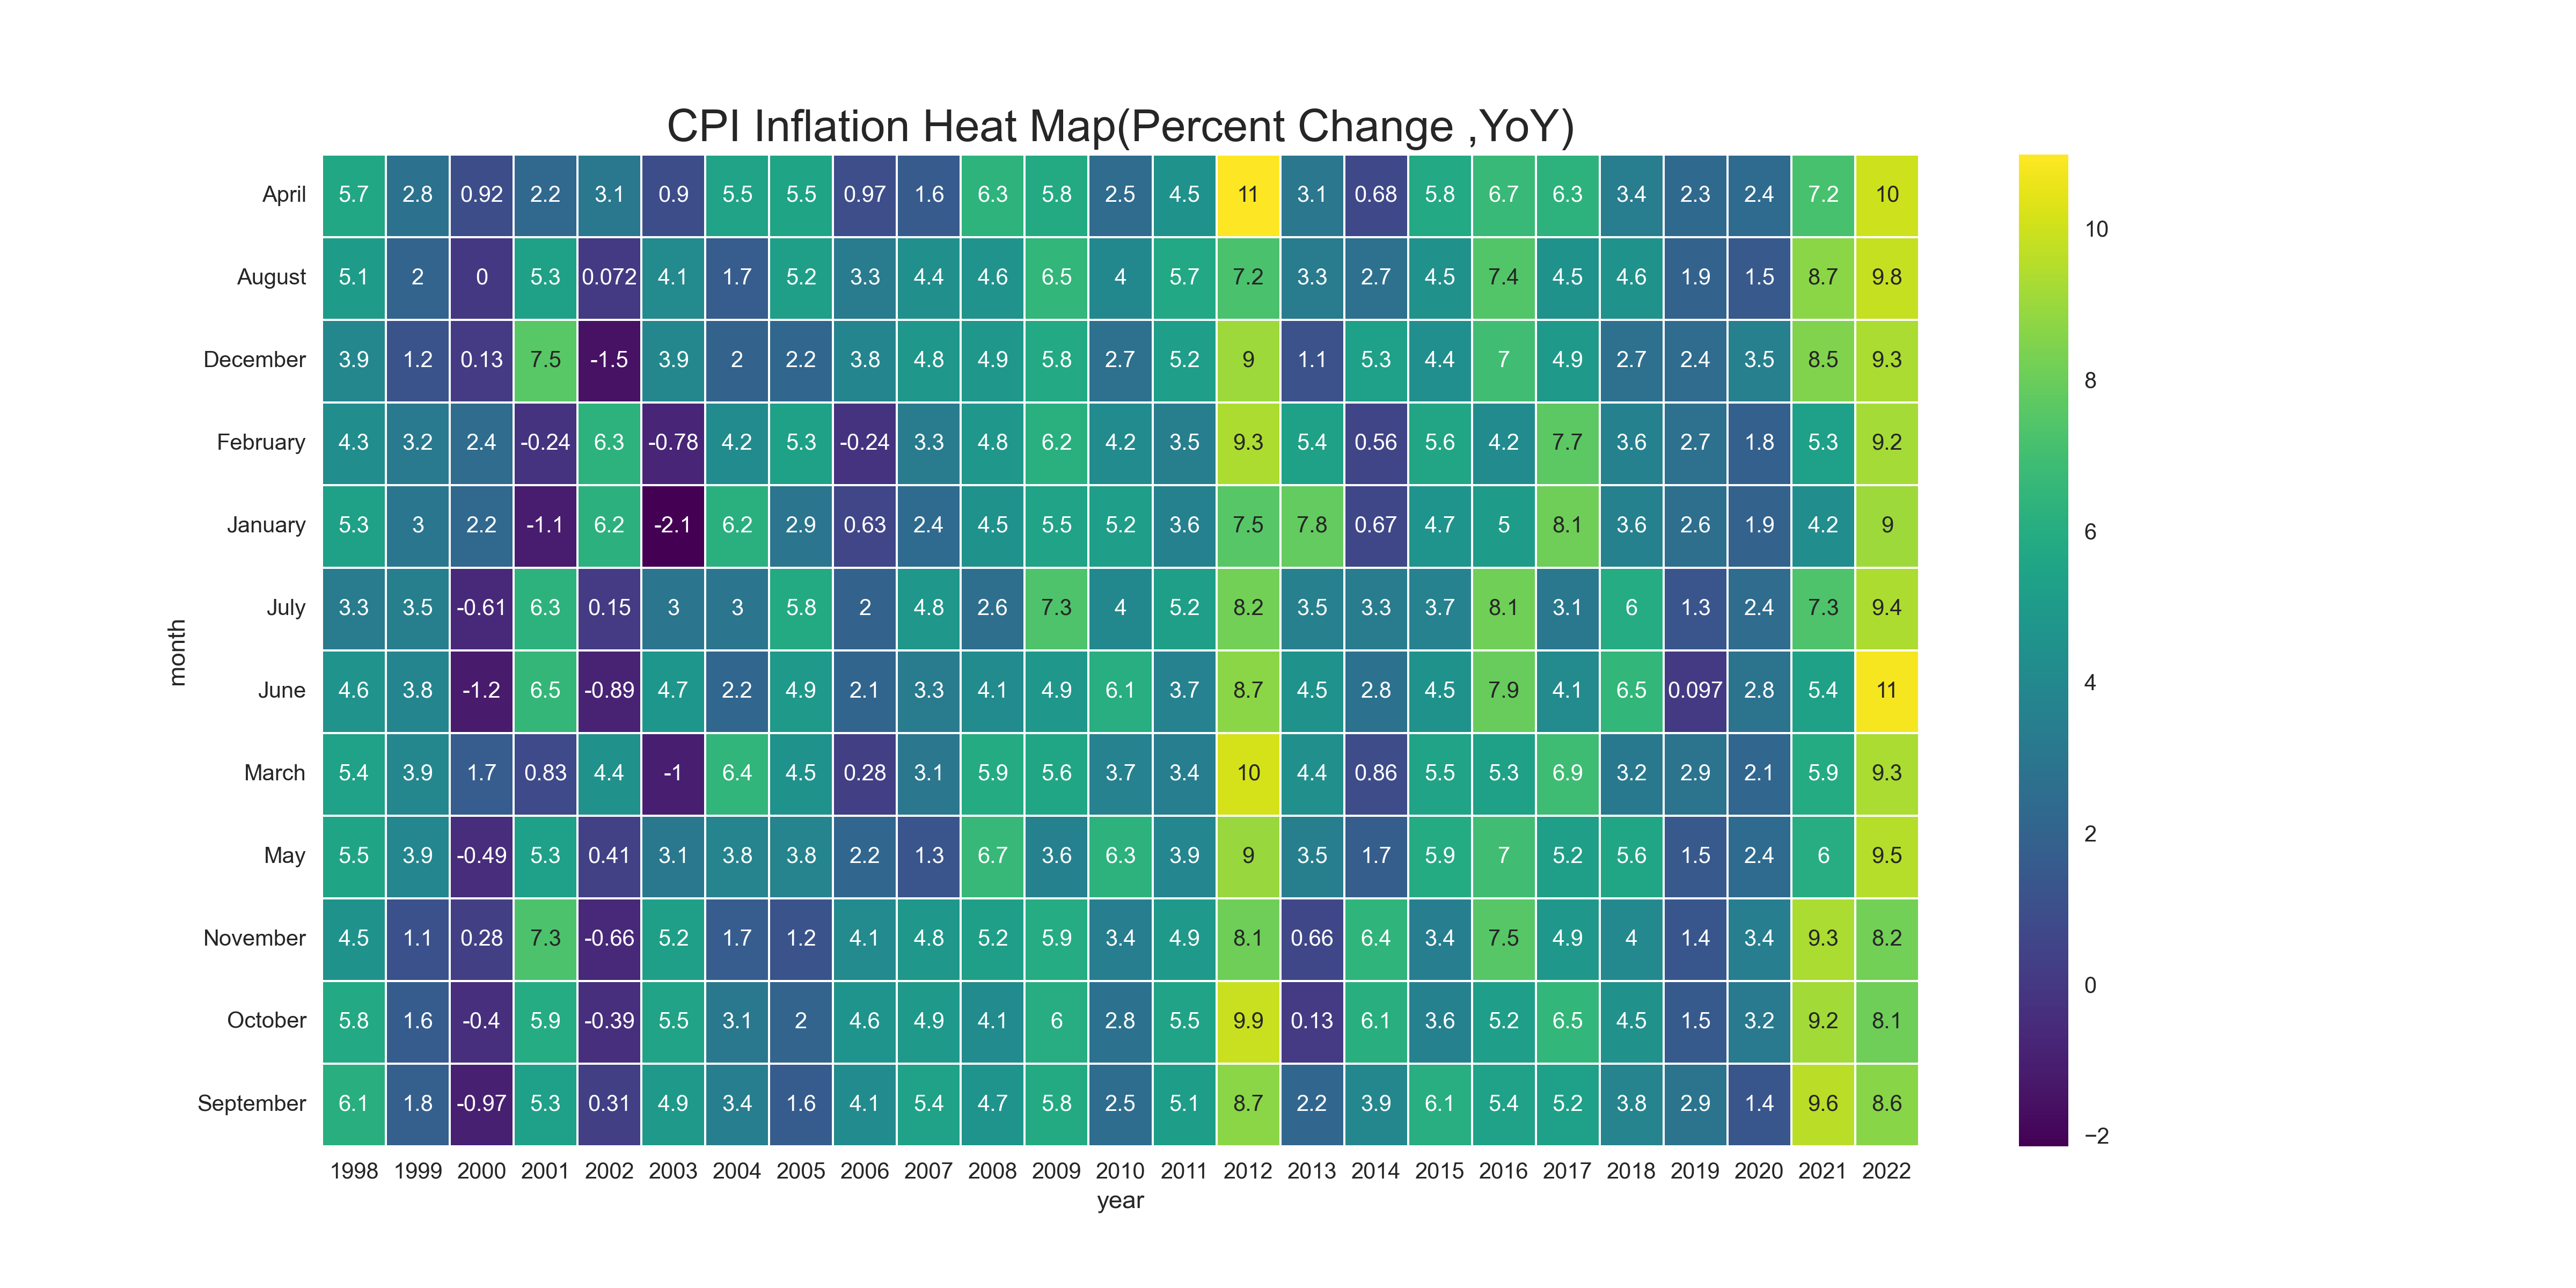 CPI Inflation Heat Map(Percent Change ,YoY)
April 5.7 2.8 0.92 2.2 3.1 0.9 5.5 5.5 0.97 1.6 6.3 5.8 2.5 4.5 11 3.1 0.68 5.8 6.7 6.3 3.4 2.3 2.4 7.2 10
10
August 5.1 2 0 5.3 0.072 4.1 1.7 5.2 3.3 4.4 4.6 6.5 4 5.7 7.2 3.3 2.7 4.5 7.4 4.5 4.6 1.9 1.5 8.7 9.8
December 3.9 1.2 0.13 7.5 -1.5 3.9 2 2.2 3.8 4.8 4.9 5.8 2.7 5.2 9 1.1 5.3 4.4 7 4.9 2.7 2.4 3.5 8.5 9.3
8
February 4.3 3.2 2.4 -0.24 6.3 -0.78 4.2 5.3 -0.24 3.3 4.8 6.2 4.2 3.5 9.3 5.4 0.56 5.6 4.2 7.7 3.6 2.7 1.8 5.3 9.2
January 5.3 3 2.2 -1.1 6.2 -2.1 6.2 2.9 0.63 2.4 4.5 5.5 5.2 3.6 7.5 7.8 0.67 4.7 5 8.1 3.6 2.6 1.9 4.2 9
6
July 3.3 3.5 -0.61 6.3 0.15 3 3 5.8 2 4.8 2.6 7.3 4 5.2 8.2 3.5 3.3 3.7 8.1 3.1 6 1.3 2.4 7.3 9.4
month
June 4.6 3.8 -1.2 6.5 -0.89 4.7 2.2 4.9 2.1 3.3 4.1 4.9 6.1 3.7 8.7 4.5 2.8 4.5 7.9 4.1 6.5 0.097 2.8 5.4 11
4
March 5.4 3.9 1.7 0.83 4.4 -1 6.4 4.5 0.28 3.1 5.9 5.6 3.7 3.4 10 4.4 0.86 5.5 5.3 6.9 3.2 2.9 2.1 5.9 9.3
2
May 5.5 3.9 -0.49 5.3 0.41 3.1 3.8 3.8 2.2 1.3 6.7 3.6 6.3 3.9 9 3.5 1.7 5.9 7 5.2 5.6 1.5 2.4 6 9.5
November 4.5 1.1 0.28 7.3 -0.66 5.2 1.7 1.2 4.1 4.8 5.2 5.9 3.4 4.9 8.1 0.66 6.4 3.4 7.5 4.9 4 1.4 3.4 9.3 8.2
0
October 5.8 1.6 -0.4 5.9 -0.39 5.5 3.1 2 4.6 4.9 4.1 6 2.8 5.5 9.9 0.13 6.1 3.6 5.2 6.5 4.5 1.5 3.2 9.2 8.1
September 6.1 1.8 -0.97 5.3 0.31 4.9 3.4 1.6 4.1 5.4 4.7 5.8 2.5 5.1 8.7 2.2 3.9 6.1 5.4 5.2 3.8 2.9 1.4 9.6 8.6
−2
1998 1999 2000 2001 2002 2003 2004 2005 2006 2007 2008 2009 2010 2011 2012 2013 2014 2015 2016 2017 2018 2019 2020 2021 2022
year